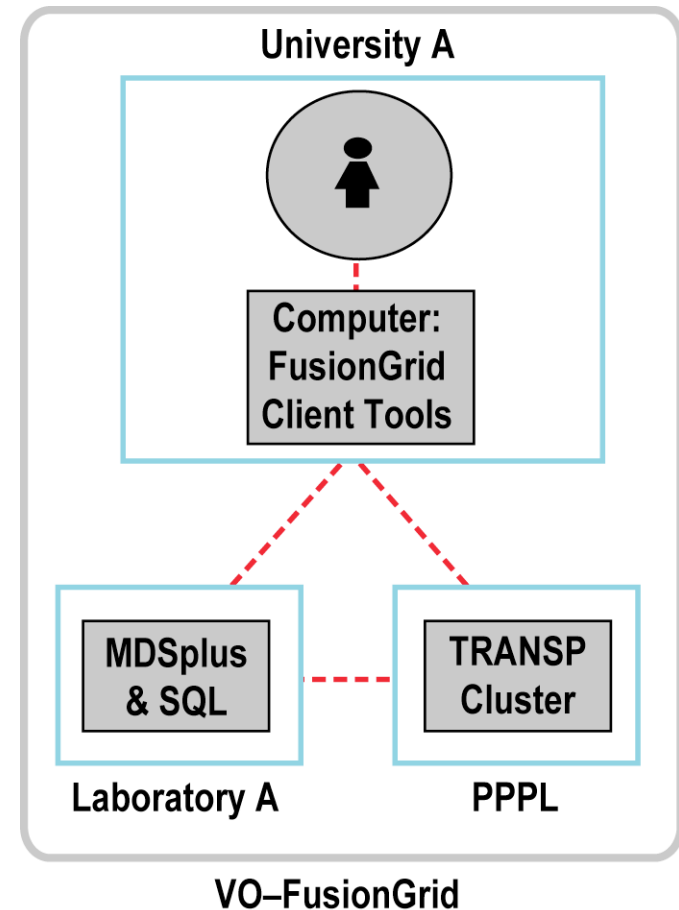 University A
Computer:
FusionGrid
Client Tools
MDSplus
& SQL
TRANSP
Cluster
Laboratory A
PPPL
VO–FusionGrid